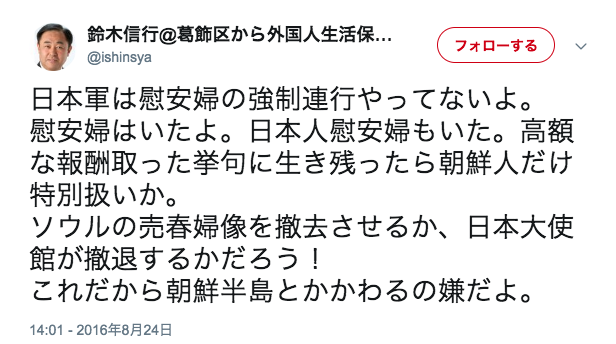 鈴木信行@葛飾区から外国人生活保...
@ishinsya
フォローする
日本軍は慰安婦の強制連行やってないよ。
慰安婦はいたよ。日本人慰安婦もいた。高額
な報酬取った挙句に生き残ったら朝鮮人だけ
特別扱いか。
ソウルの売春婦像を撤去させるか、日本大使
館が撤退するかだろう！
これだから朝鮮半島とかかわるの嫌だよ。
14:01 - 2016年8月24日